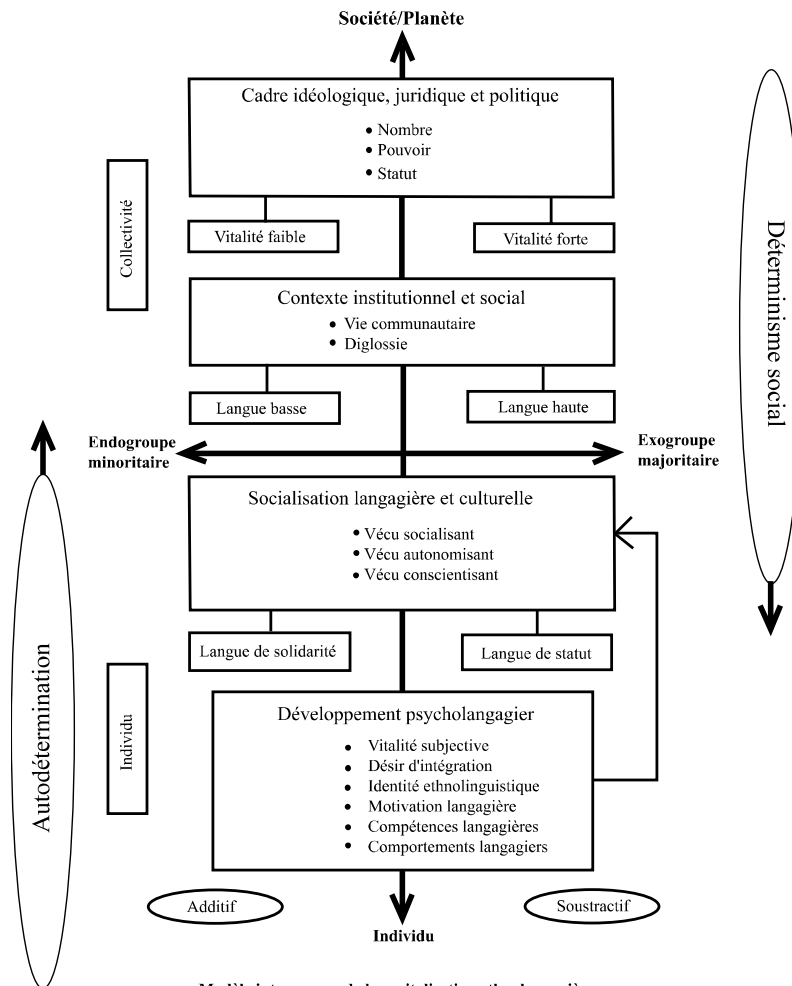 Société/Planète
Cadre idéologique, juridique et politique
• Nombre
• Pouvoir
• Statut
Collectivité
Vitalité faible
Vitalité forte
Déterminisme social
Contexte institutionnel et social
• Vie communautaire
• Diglossie
Langue basse
Langue haute
Endogroupe
minoritaire
Exogroupe
majoritaire
Socialisation langagière et culturelle
• Vécu socialisant
• Vécu autonomisant
• Vécu conscientisant
Langue de solidarité
Langue de statut
Autodétermination
Individu
Développement psycholangagier
• Vitalité subjective
• Désir d'intégration
• Identité ethnolinguistique
• Motivation langagière
• Compétences langagières
• Comportements langagiers
Additif
Soustractif
Individu